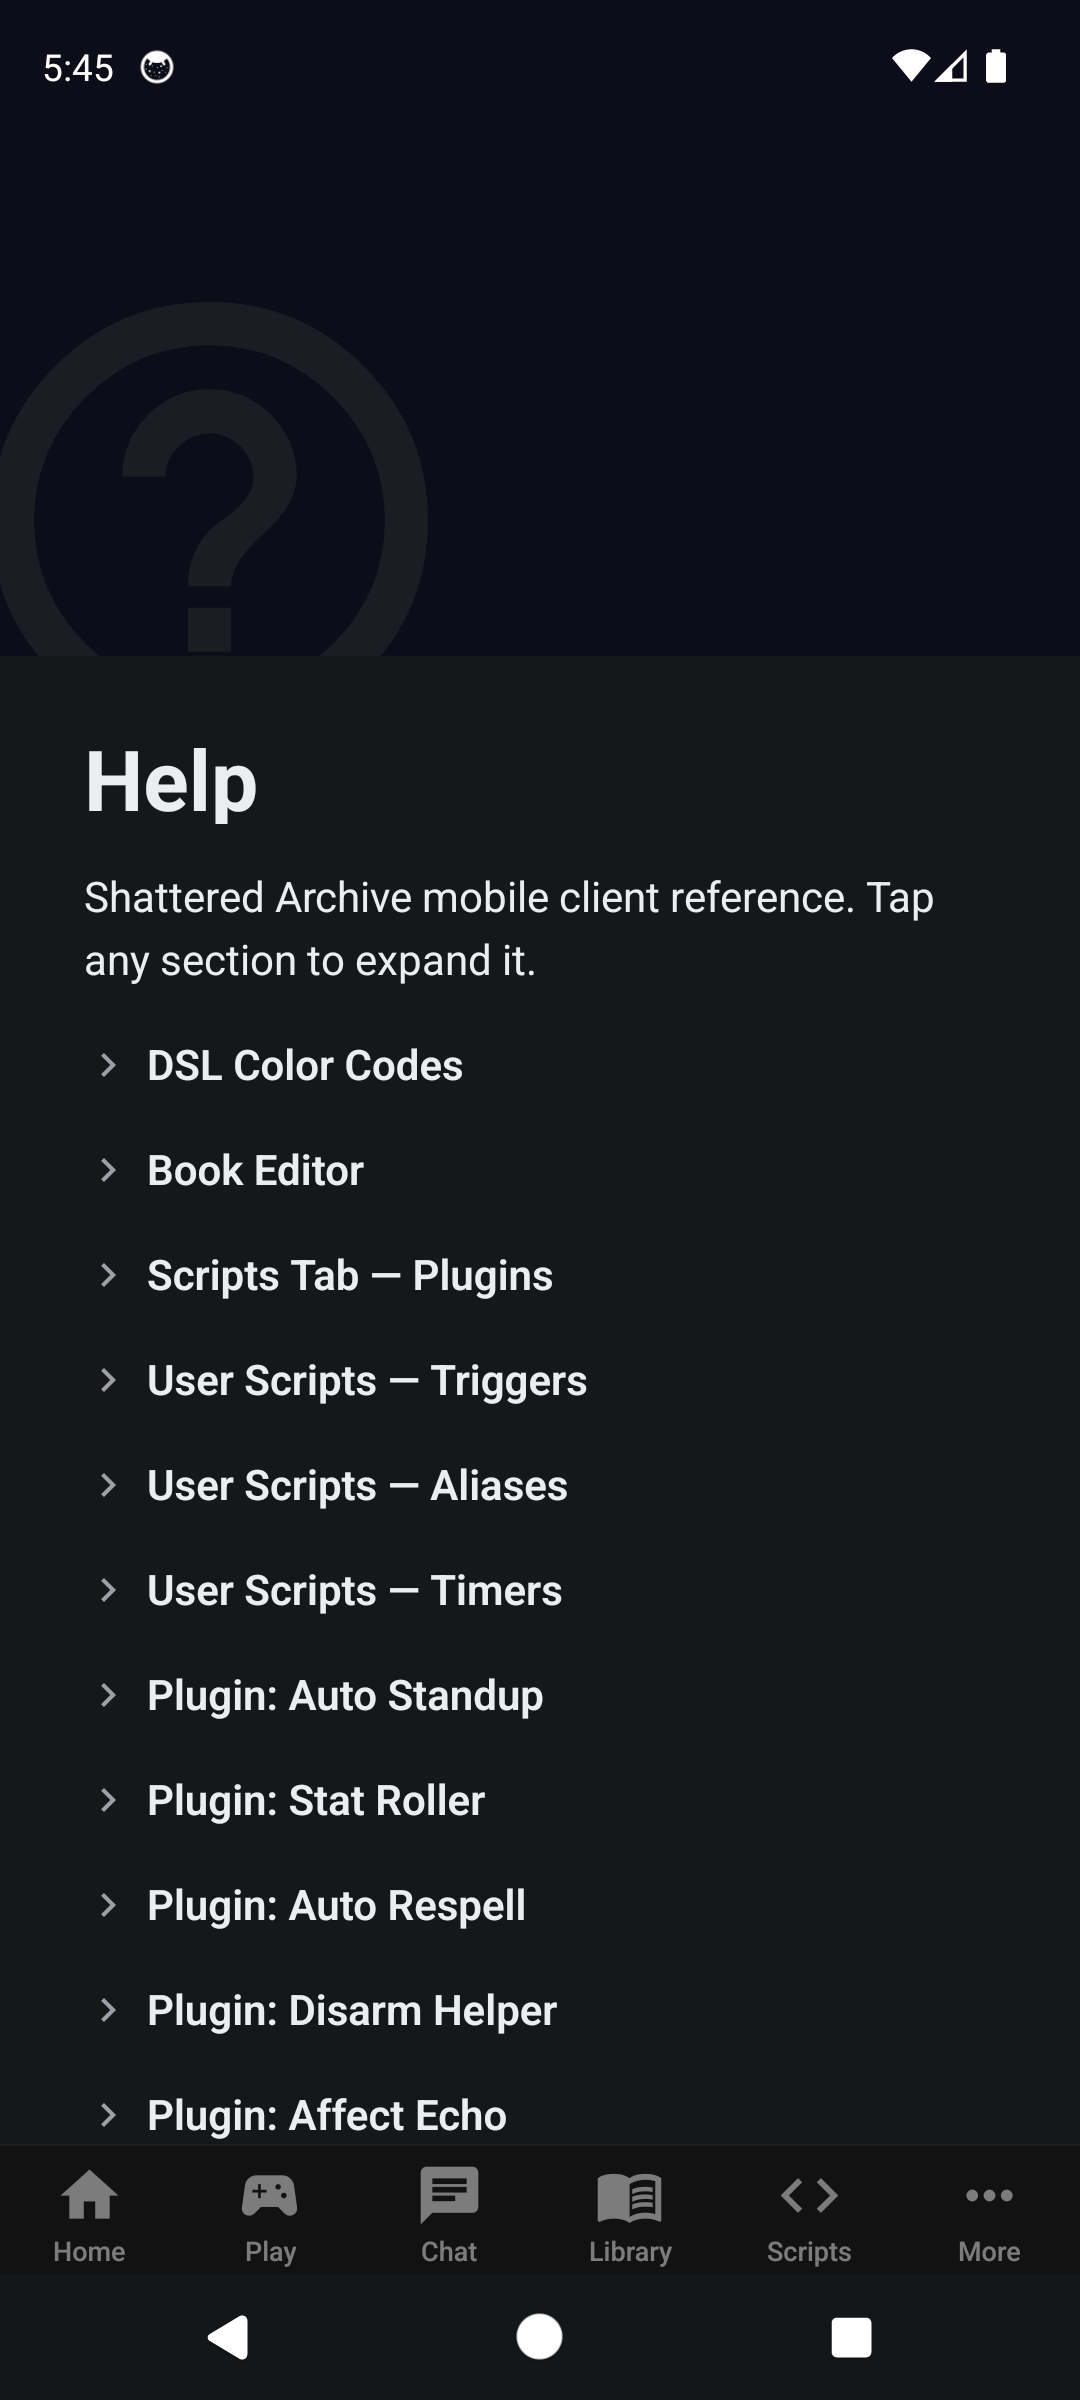 5:45
Help
Shattered Archive mobile client reference. Tap
any section to expand it.
DSL Color Codes
Book Editor
Scripts Tab — Plugins
User Scripts — Triggers
User Scripts — Aliases
User Scripts — Timers
Plugin: Auto Standup
Plugin: Stat Roller
Plugin: Auto Respell
Plugin: Disarm Helper
Plugin: Affect Echo
Home Play Chat Library Scripts More